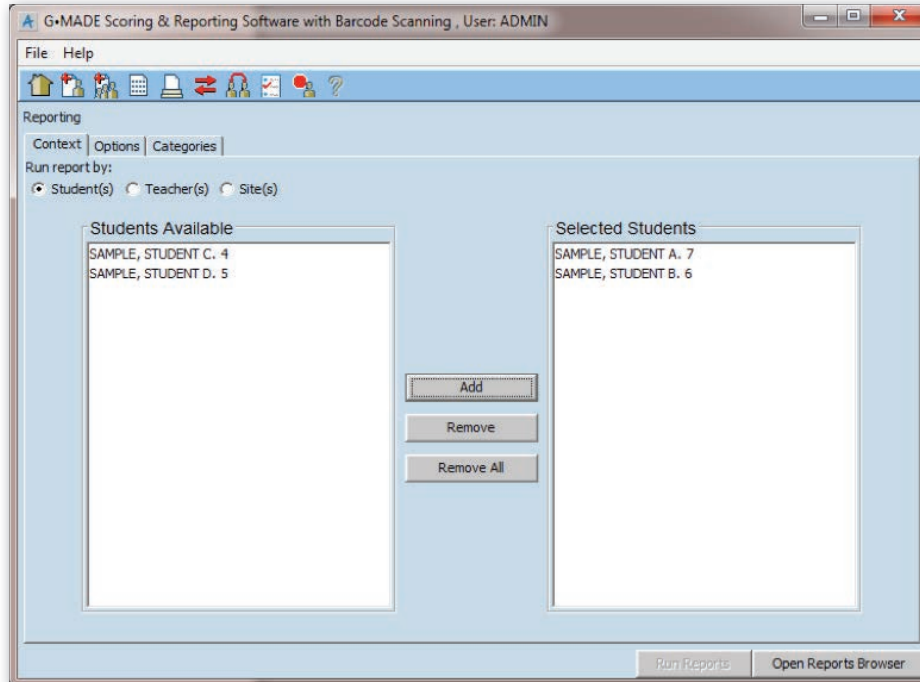 G•MADE Scoring & Reporting Software with Barcode Scanning , User: ADMIN
File Help
Reporting
Context Options Categories
Run report by:
Student(s) Teacher(s) Site(s)
Students Available
SAMPLE, STUDENT C. 4
SAMPLE, STUDENT D. 5
Selected Students
SAMPLE, STUDENT A. 7
SAMPLE, STUDENT B. 6
Add
Remove
Remove All
Run Reports Open Reports Browser